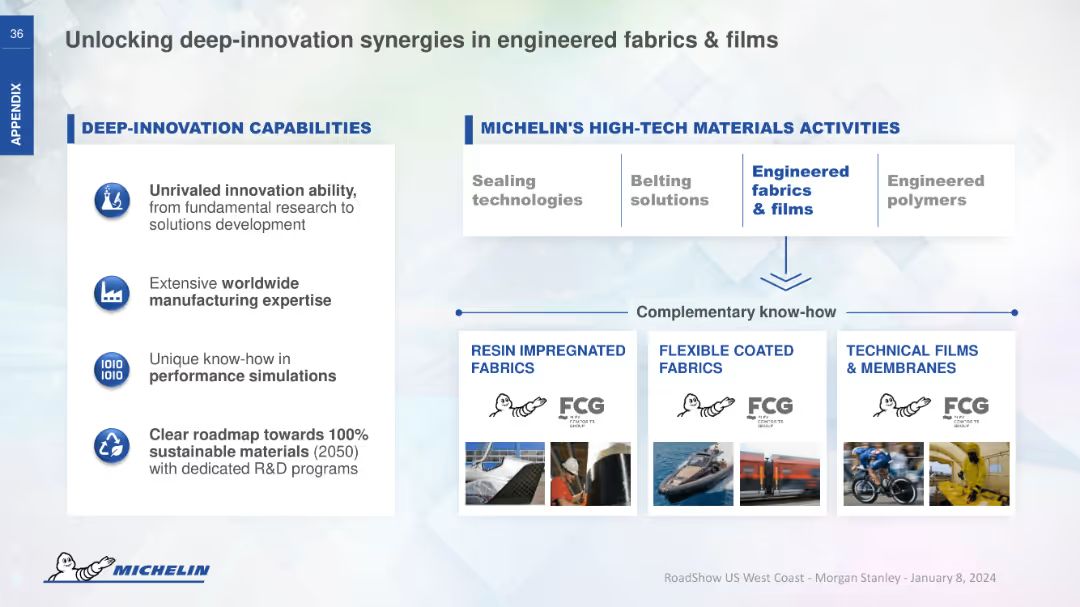 36
APPENDIX
Unlocking deep-innovation synergies in engineered fabrics & films
DEEP-INNOVATION CAPABILITIES
Unrivaled innovation ability,
from fundamental research to
solutions development
Extensive worldwide
manufacturing expertise
Unique know-how in
performance simulations
Clear roadmap towards 100%
sustainable materials (2050)
with dedicated R&D programs
MICHELIN'S HIGH-TECH MATERIALS ACTIVITIES
Sealing
technologies
Belting
solutions
Engineered
fabrics
& films
Engineered
polymers
Complementary know-how
RESIN IMPREGNATED
FABRICS
FCG
FLEXIBLE COATED
FABRICS
FCG
TECHNICAL FILMS
& MEMBRANES
FCG
MICHELIN
RoadShow US West Coast - Morgan Stanley - January 8, 2024